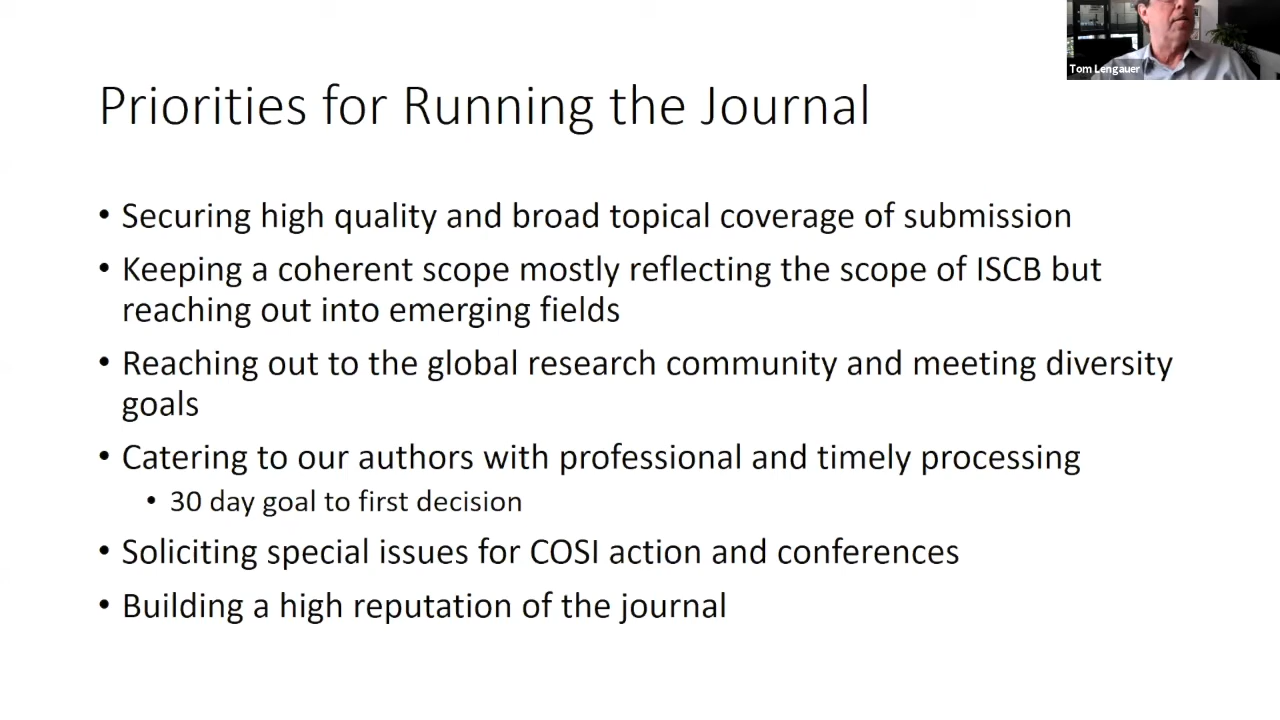 Tom Lengauer
Priorities for Running the Journal
• Securing high quality and broad topical coverage of submission
• Keeping a coherent scope mostly reflecting the scope of ISCB but
reaching out into emerging fields
• Reaching out to the global research community and meeting diversity
goals
• Catering to our authors with professional and timely processing
• 30 day goal to first decision
• Soliciting special issues for COSI action and conferences
• Building a high reputation of the journal